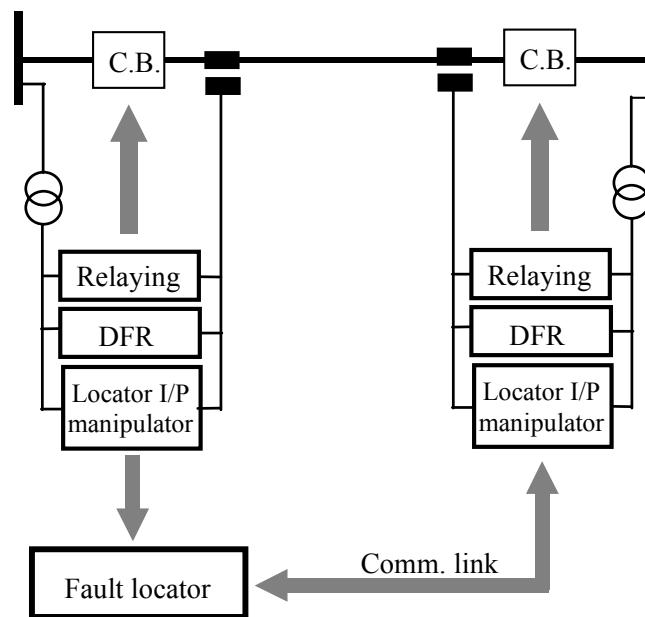 C.B.
C.B.
Relaying
DFR
Locator I/P
manipulator
Relaying
DFR
Locator I/P
manipulator
Comm. link
Fault locator